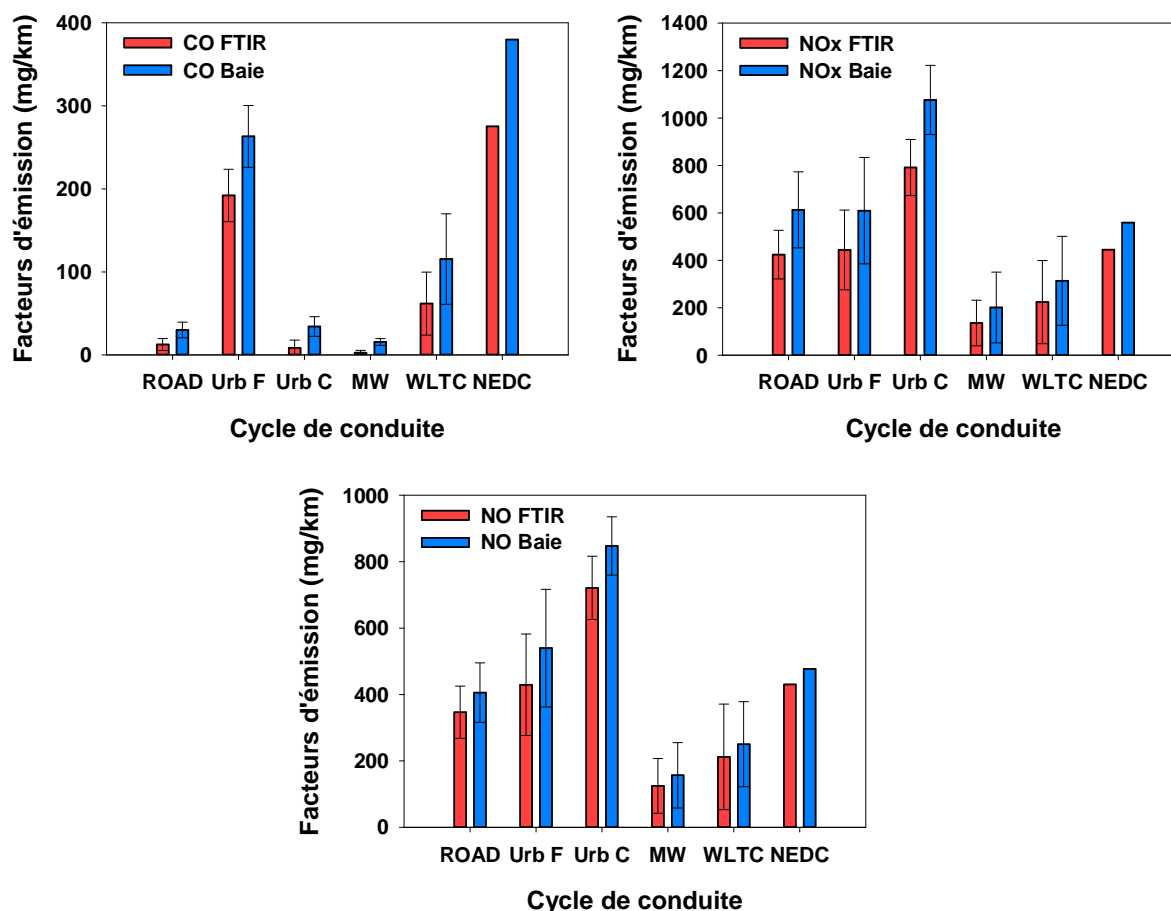 Facteurs d'émission (mg/km)
400
300
200
100
0
CO FTIR
CO Baie
ROAD Urb F Urb C MW WLTC NEDC
Cycle de conduite
Facteurs d'émission (mg/km)
1400
1200
1000
800
600
400
200
0
NOx FTIR
NOx Baie
ROAD Urb F Urb C MW WLTC NEDC
Cycle de conduite
Facteurs d'émission (mg/km)
1000
800
600
400
200
0
NO FTIR
NO Baie
ROAD Urb F Urb C MW WLTC NEDC
Cycle de conduite